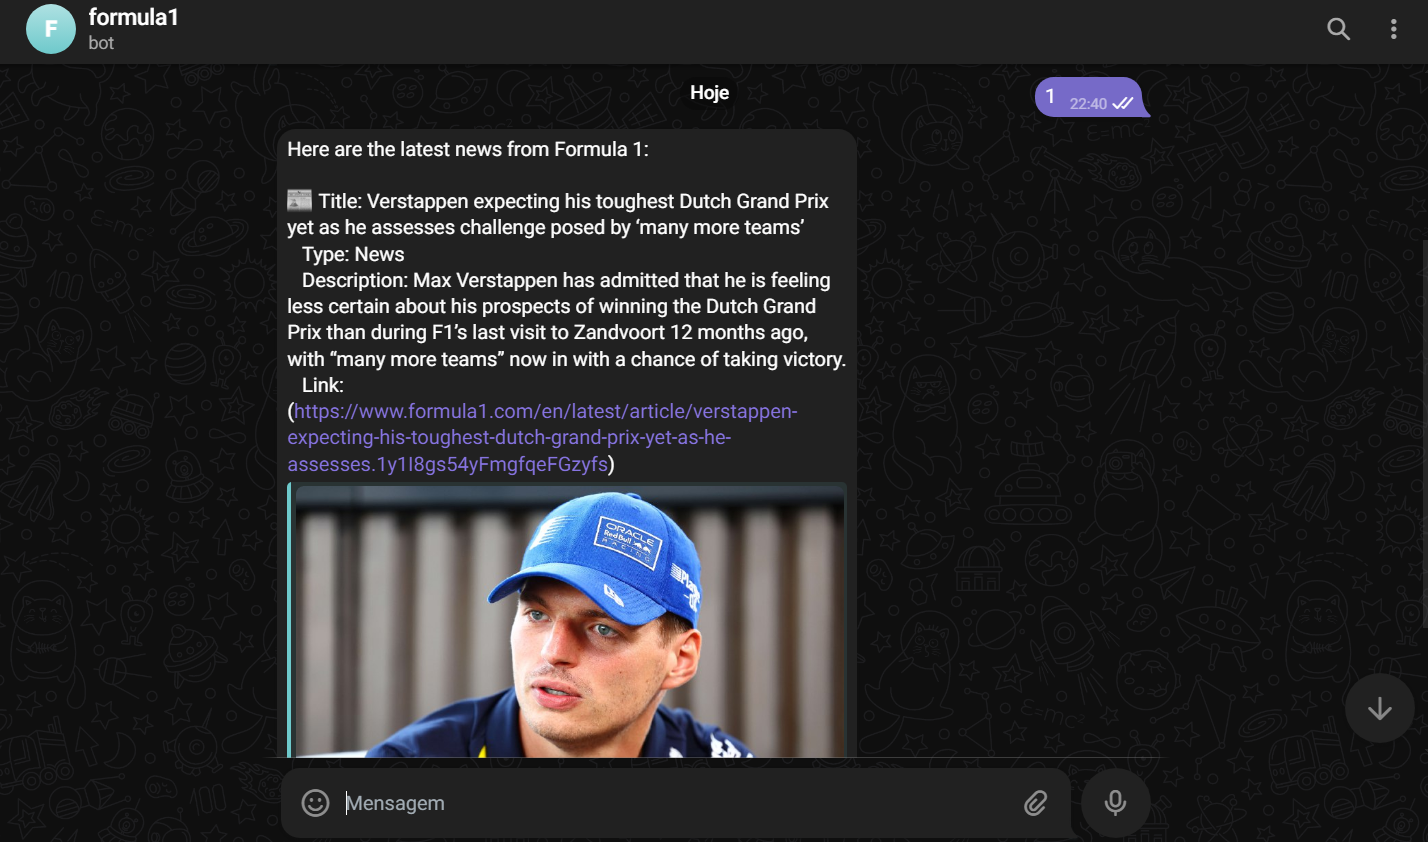 F
formula1
bot
Hoje
1 22:40
Here are the latest news from Formula 1:
Title: Verstappen expecting his toughest Dutch Grand Prix
yet as he assesses challenge posed by ‘many more teams’
Type: News
Description: Max Verstappen has admitted that he is feeling
less certain about his prospects of winning the Dutch Grand
Prix than during F1’s last visit to Zandvoort 12 months ago,
with “many more teams” now in with a chance of taking victory.
Link:
(https://www.formula1.com/en/latest/article/verstappen-
expecting-his-toughest-dutch-grand-prix-yet-as-he-
assesses.1y1I8gs54yFmgfqeFGzyfs)
ORACLE
Red Bull
RACING
Mensagem